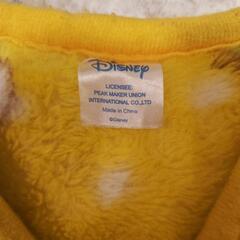 Disney
LICENSEE:
PEAK MAKER UNION
INTERNATIONAL CO.,LTD
Made in China
©Disney